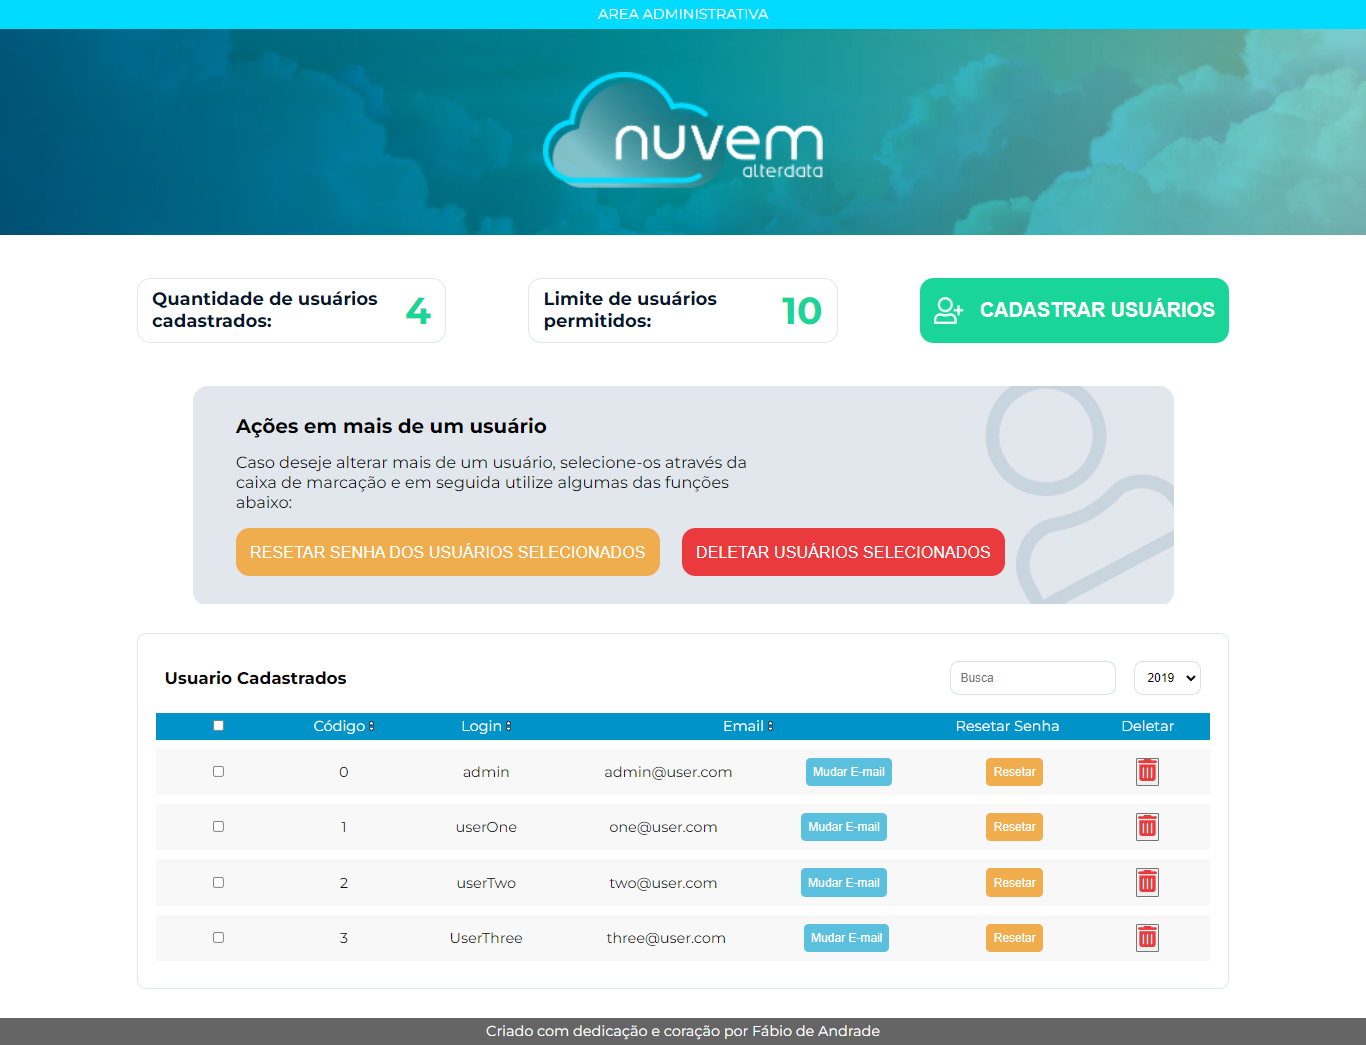 AREA ADMINISTRATIVA
nuvem
alterdata
Quantidade de usuários
cadastrados:
4
Limite de usuários
permitidos:
10
CADASTRAR USUÁRIOS
Ações em mais de um usuário
Caso deseje alterar mais de um usuário, selecione-os através da
caixa de marcação e em seguida utilize algumas das funções
abaixo:
RESETAR SENHA DOS USUÁRIOS SELECIONADOS DELETAR USUÁRIOS SELECIONADOS
Usuario Cadastrados Busca 2019
Código Login Email Resetar Senha Deletar
0 admin admin@user.com Mudar E-mail Resetar
1 userOne one@user.com Mudar E-mail Resetar
2 userTwo two@user.com Mudar E-mail Resetar
3 UserThree three@user.com Mudar E-mail Resetar
Criado com dedicação e coração por Fábio de Andrade